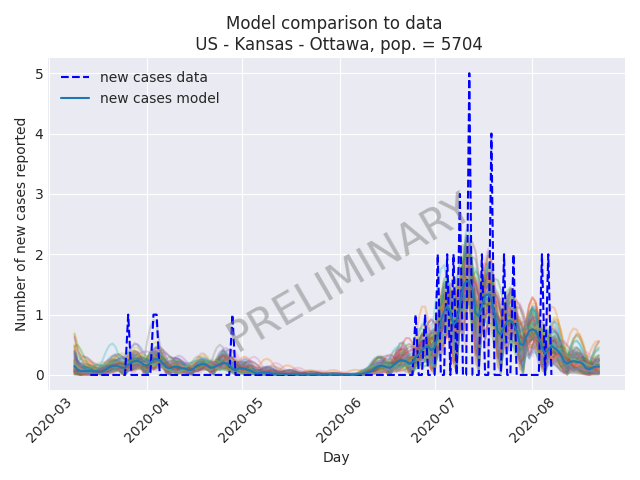 Model comparison to data
US - Kansas - Ottawa, pop. = 5704
new cases data
new cases model
PRELIMINARY
Number of new cases reported
5
4
3
2
1
0
2020-03
2020-04
2020-05
2020-06
2020-07
2020-08
Day